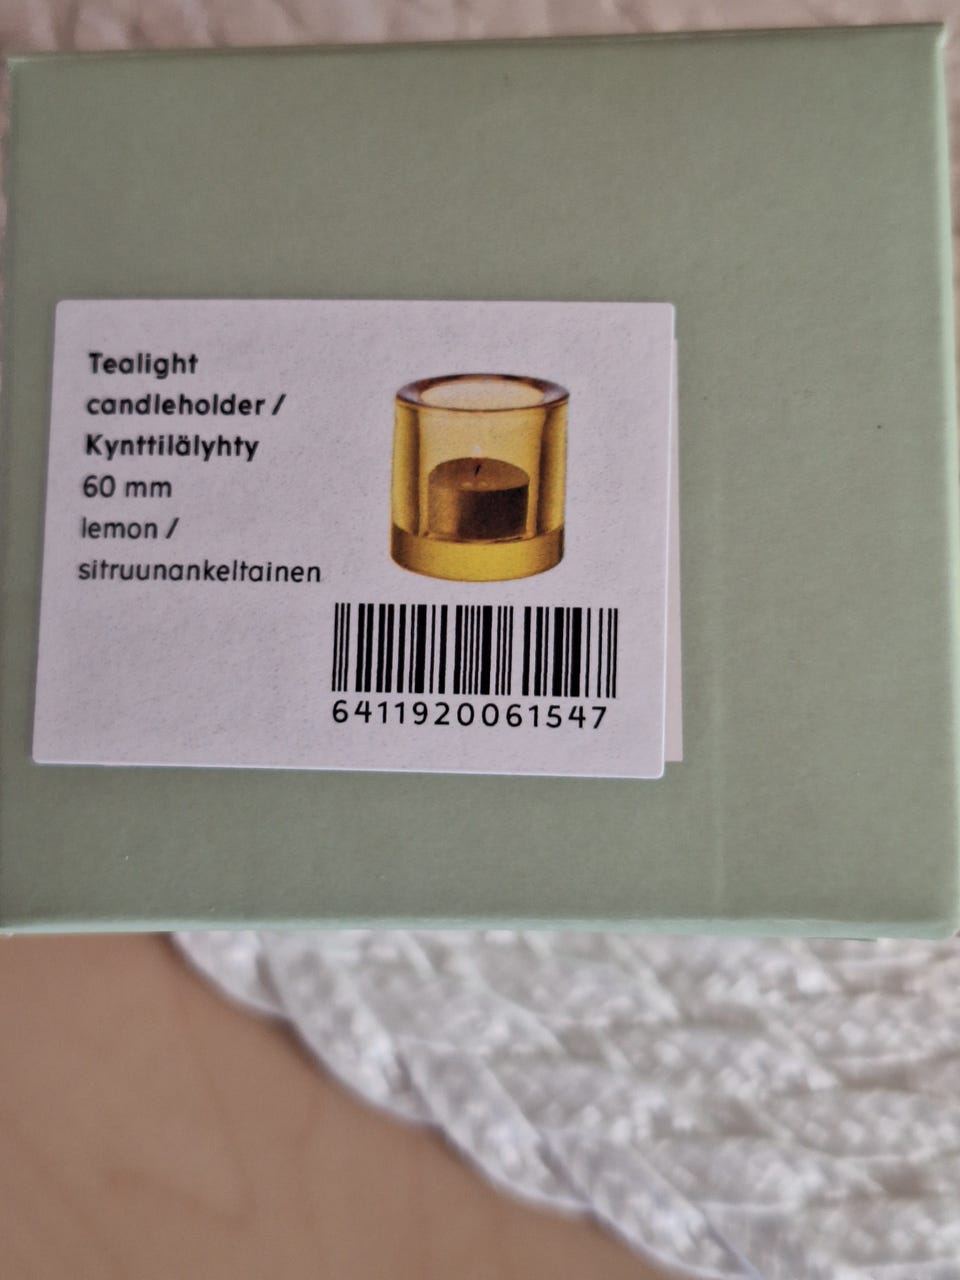 Tealight
candleholder /
Kynttilälyhty
60 mm
lemon /
sitruunankeltainen
6411920061547